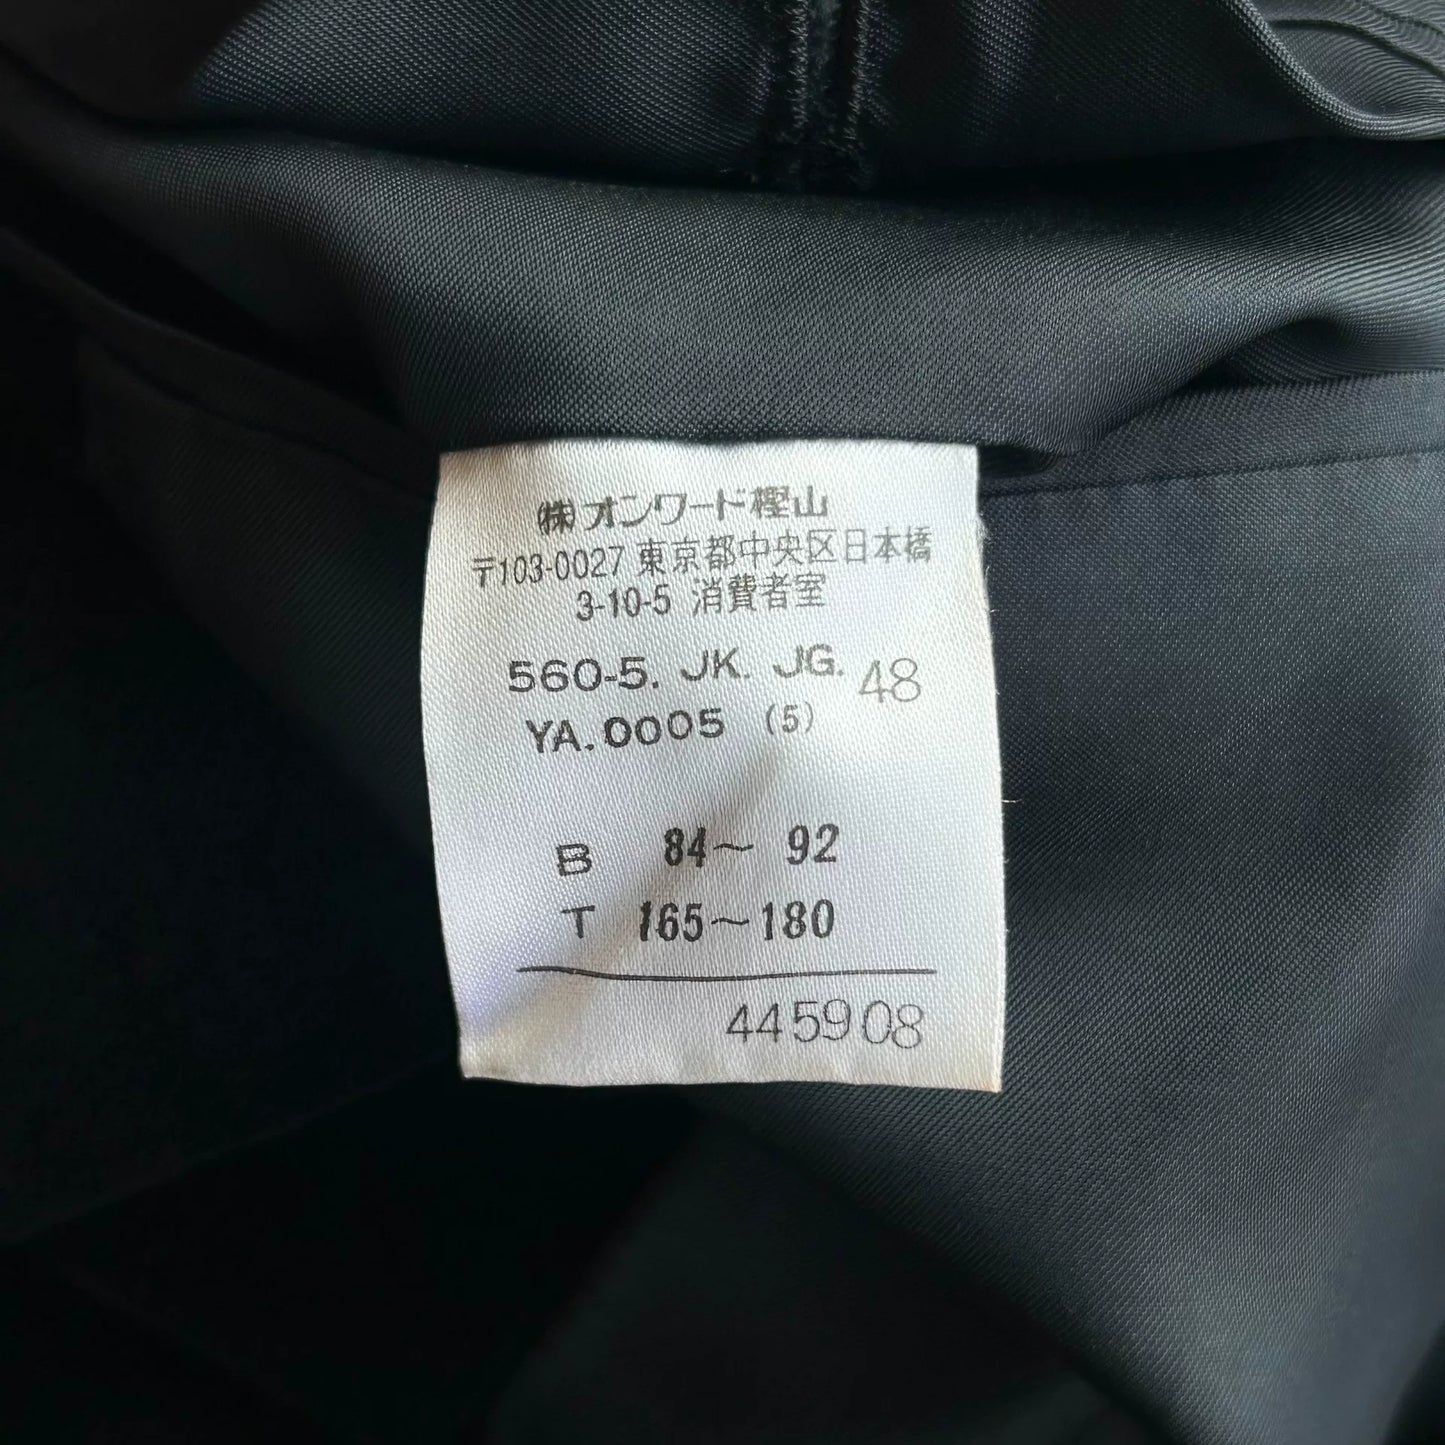 (株)オンワード樫山
〒103-0027 東京都中央区日本橋
3-10-5 消費者室
560-5. JK. JG. 48
YA.0005 (5)
B 84～ 92
T 165～180
445908